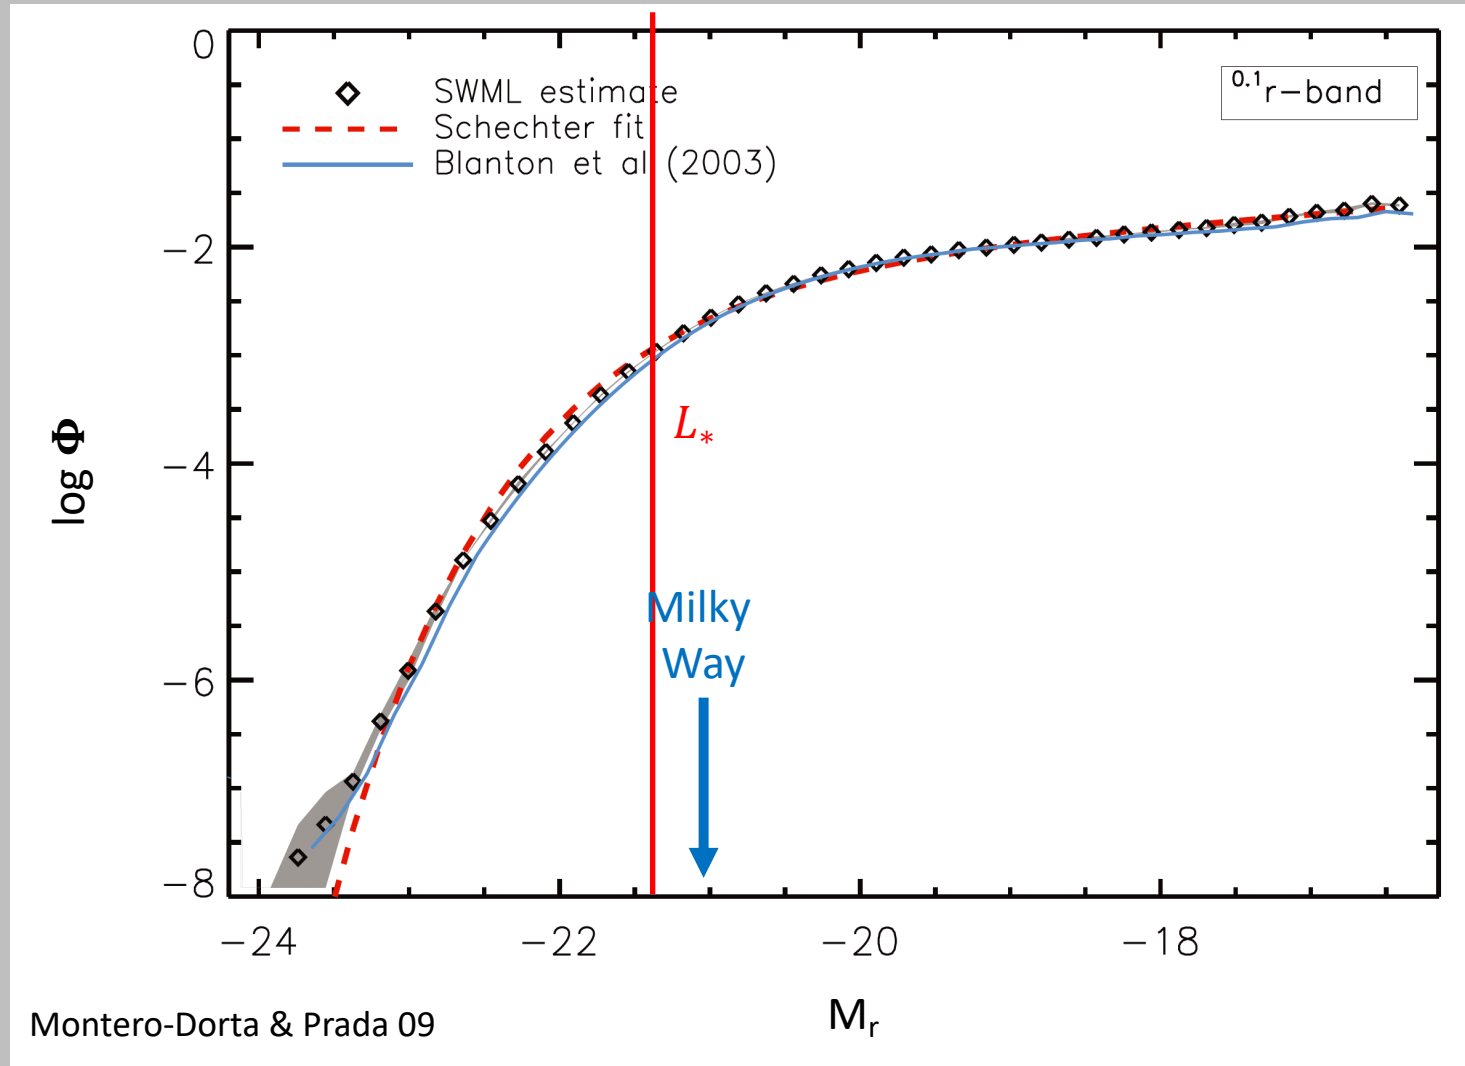 0
SWML estimate
Schechter fit
Blanton et al (2003)
0.1r−band
−2
L*
−4
log Φ
Milky
Way
−6
−8
−24
−22
−20
−18
Mr
Montero-Dorta & Prada 09